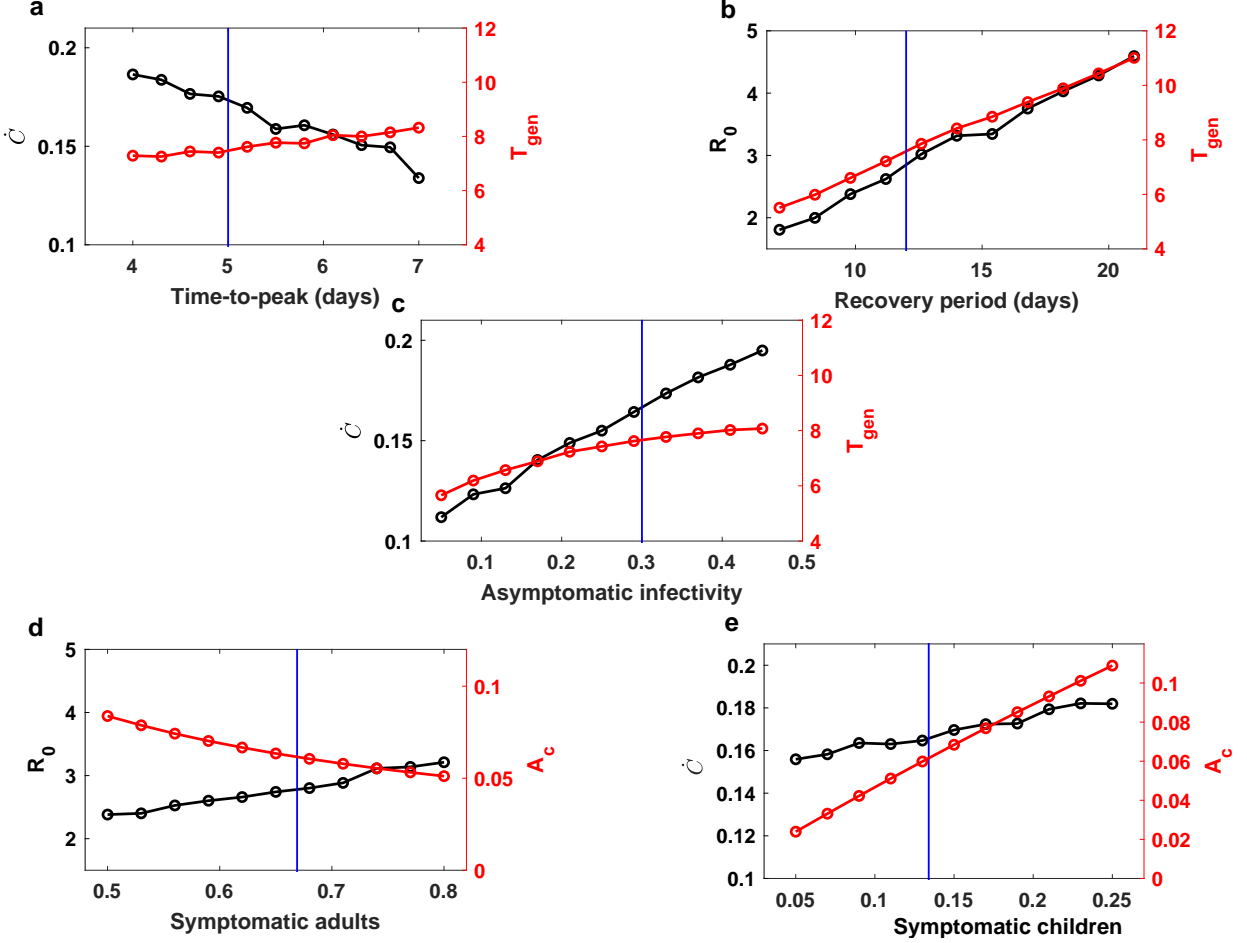 a
0.2
0.15
0.1
Ċ
12
10
8
6
4
T_gen
4 5 6 7
Time-to-peak (days)
b
5
4
3
2
R_0
12
10
8
6
4
T_gen
10 15 20
Recovery period (days)
c
0.2
0.15
0.1
Ċ
12
10
8
6
4
T_gen
0.1 0.2 0.3 0.4 0.5
Asymptomatic infectivity
d
5
4
3
2
R_0
0.1
0.05
0
A_c
0.5 0.6 0.7 0.8
Symptomatic adults
e
0.2
0.18
0.16
0.14
0.12
0.1
Ċ
0.1
0.08
0.06
0.04
0.02
0
A_c
0.05 0.1 0.15 0.2 0.25
Symptomatic children